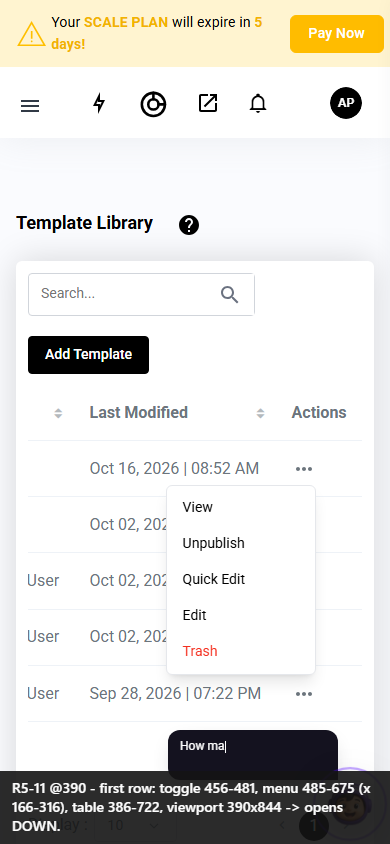 Your SCALE PLAN will expire in 5
days!
Pay Now
AP
Template Library
?
Search...
Add Template
Last Modified
Actions
Oct 16, 2026 | 08:52 AM
Oct 02, 202
User
Oct 02, 202
User
Oct 02, 202
User
Sep 28, 2026 | 07:22 PM
View
Unpublish
Quick Edit
Edit
Trash
How ma
R5-11 @390 - first row: toggle 456-481, menu 485-675 (x
166-316), table 386-722, viewport 390x844 -> opens
DOWN.
10
1